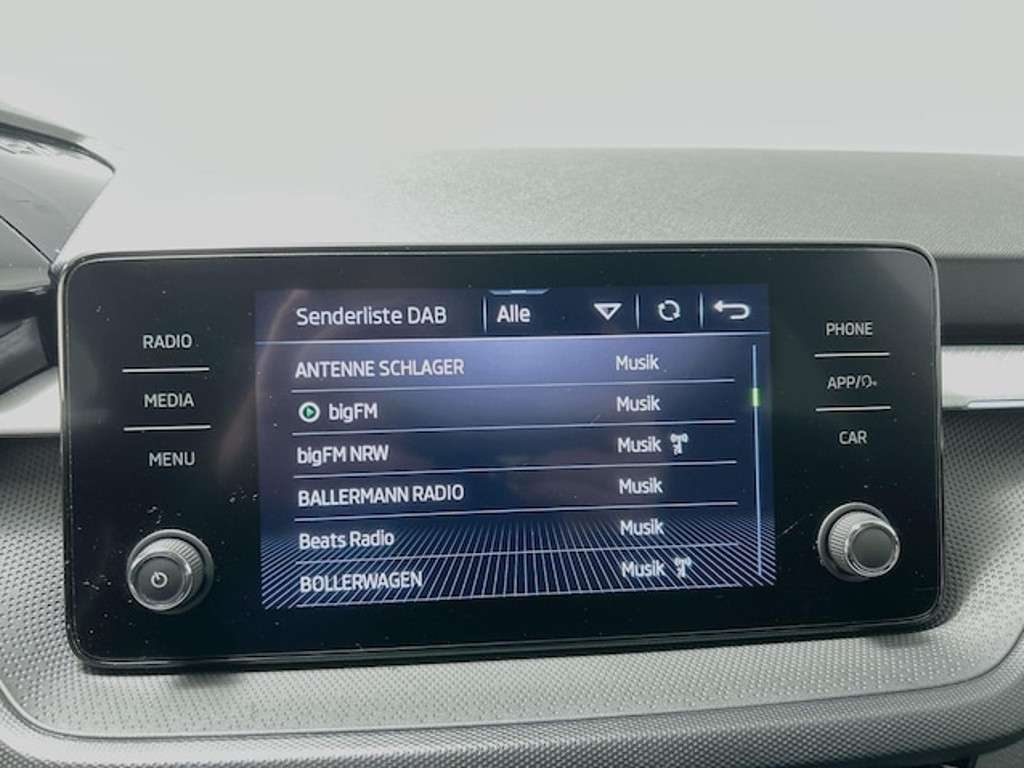 Senderliste DAB Alle
RADIO
MEDIA
MENU
ANTENNE SCHLAGER Musik
bigFM Musik
bigFM NRW Musik
BALLERMANN RADIO Musik
Beats Radio Musik
BOLLERWAGEN Musik
PHONE
APP/
CAR